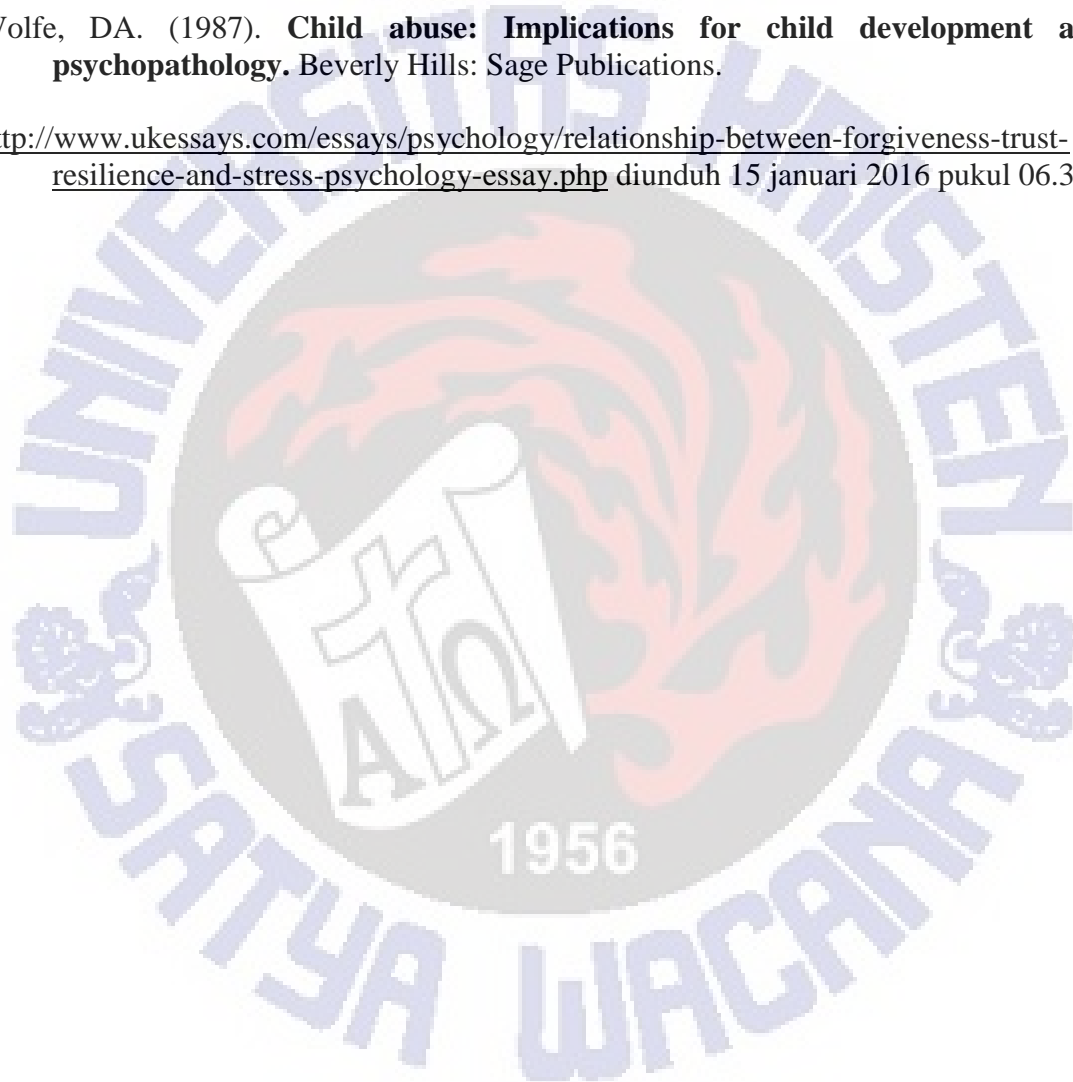 Wolfe, DA. (1987). Child abuse: Implications for child development a
psychopathology. Beverly Hills: Sage Publications.
ttp://www.ukessays.com/essays/psychology/relationship-between-forgiveness-trust-
resilience-and-stress-psychology-essay.php diunduh 15 januari 2016 pukul 06.3
UNIVERSITAS KRISTEN
Α Ω
1956
SATYA WACANA